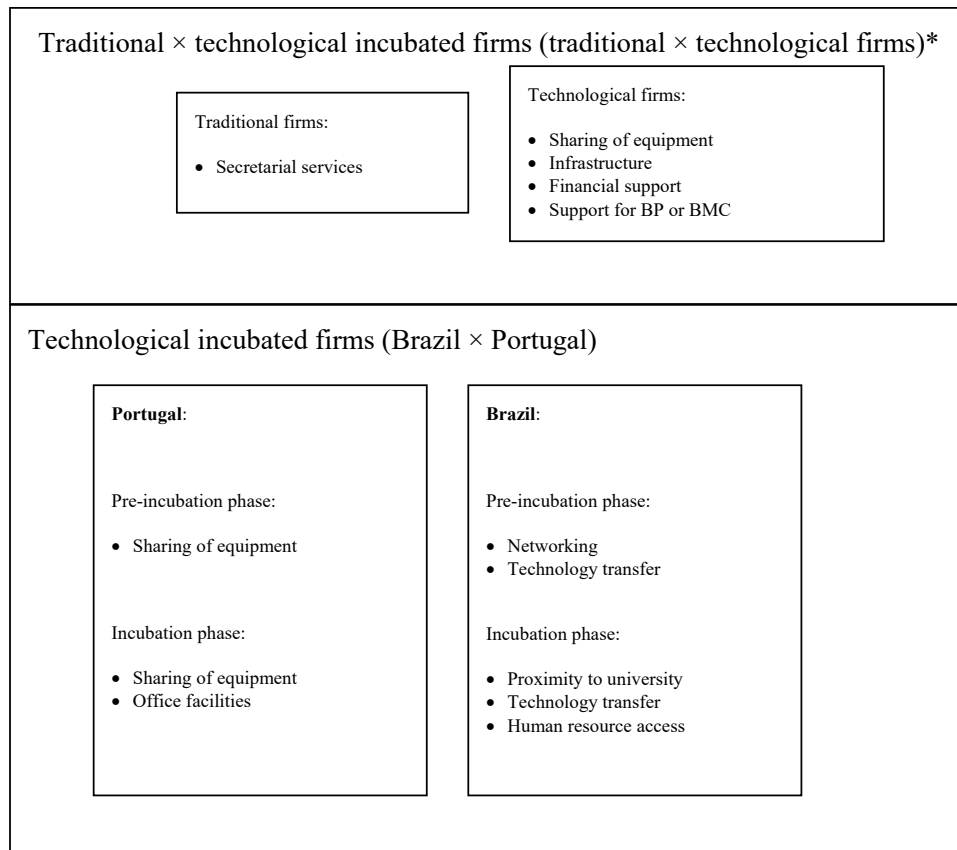 Traditional × technological incubated firms (traditional × technological firms)*
Traditional firms:
• Secretarial services
Technological firms:
• Sharing of equipment
• Infrastructure
• Financial support
• Support for BP or BMC
Technological incubated firms (Brazil × Portugal)
Portugal:
Pre-incubation phase:
• Sharing of equipment
Incubation phase:
• Sharing of equipment
• Office facilities
Brazil:
Pre-incubation phase:
• Networking
• Technology transfer
Incubation phase:
• Proximity to university
• Technology transfer
• Human resource access